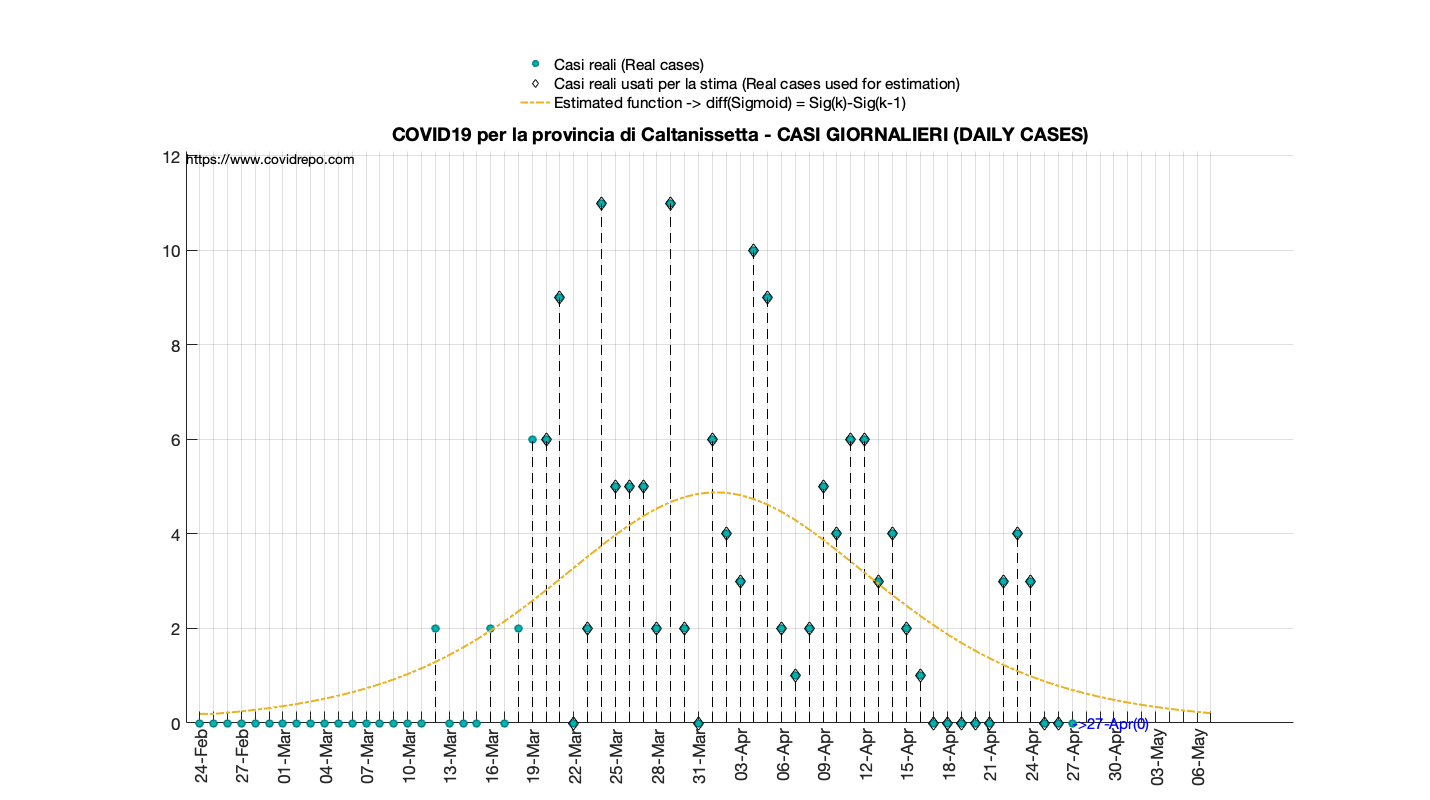 Casi reali (Real cases)
Casi reali usati per la stima (Real cases used for estimation)
Estimated function -> diff(Sigmoid) = Sig(k)-Sig(k-1)
COVID19 per la provincia di Caltanissetta - CASI GIORNALIERI (DAILY CASES)
https://www.covidrepo.com
12
10
8
6
4
2
0
->27-Apr(0)
24-Feb
27-Feb
01-Mar
04-Mar
07-Mar
10-Mar
13-Mar
16-Mar
19-Mar
22-Mar
25-Mar
28-Mar
31-Mar
03-Apr
06-Apr
09-Apr
12-Apr
15-Apr
18-Apr
21-Apr
24-Apr
27-Apr
30-Apr
03-May
06-May